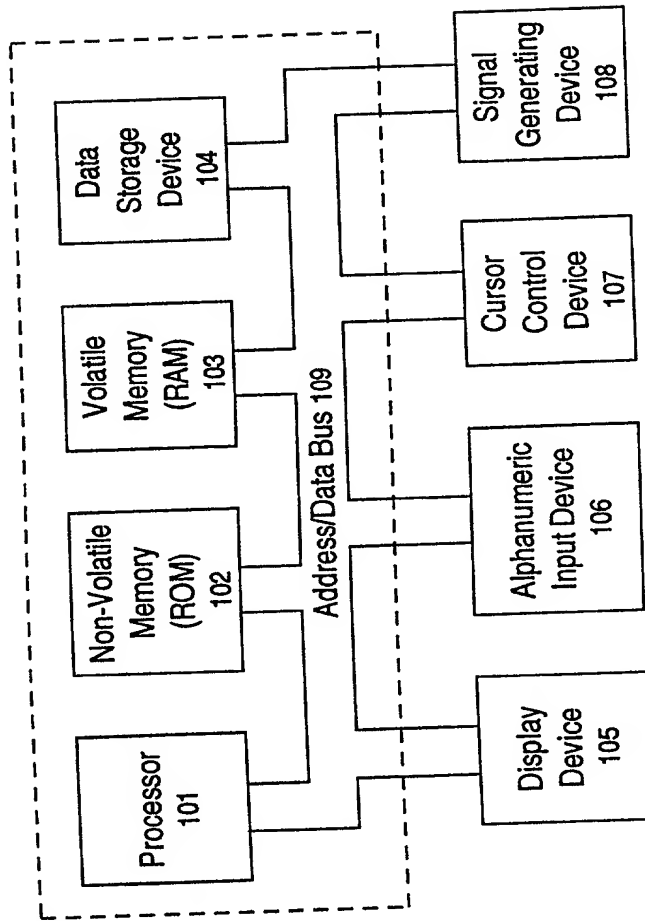 Processor
101
Non-Volatile
Memory
(ROM)
102
Volatile
Memory
(RAM)
103
Data
Storage
Device
104
Address/Data Bus 109
Display
Device
105
Alphanumeric
Input Device
106
Cursor
Control
Device
107
Signal
Generating
Device
108